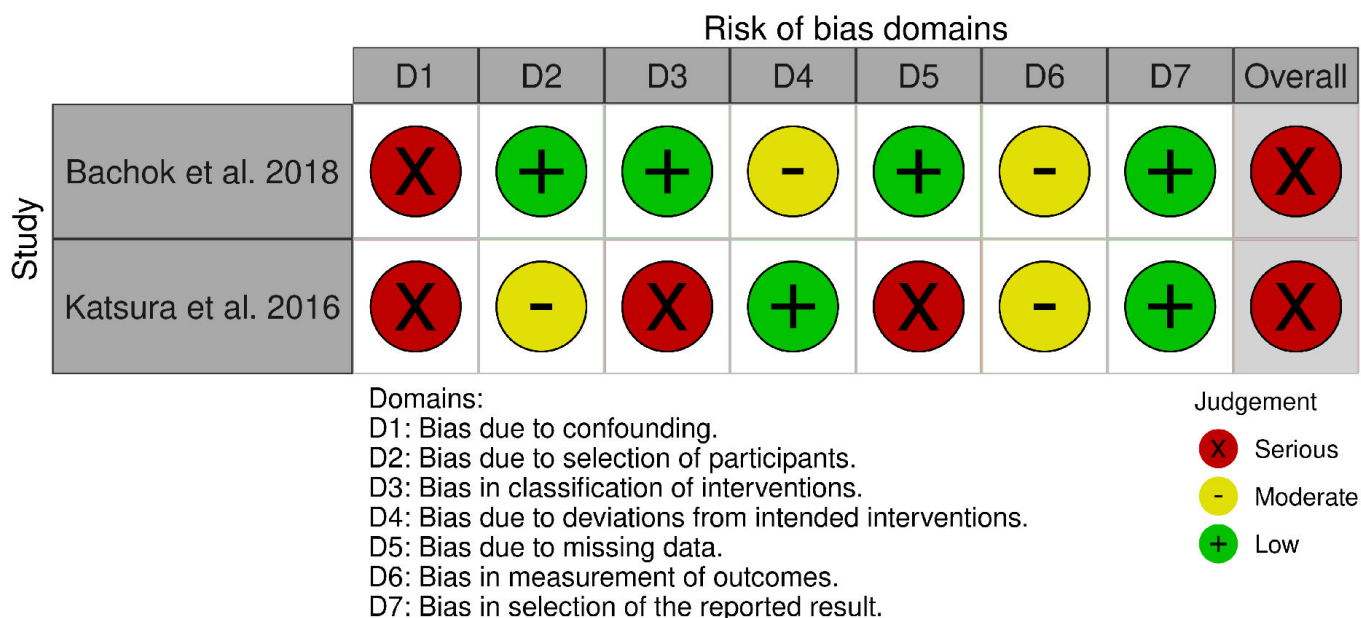 Risk of bias domains
D1 D2 D3 D4 D5 D6 D7 Overall
Study
Bachok et al. 2018 X + + - + - + X
Katsura et al. 2016 X - X + X - + X
Domains:
D1: Bias due to confounding.
D2: Bias due to selection of participants.
D3: Bias in classification of interventions.
D4: Bias due to deviations from intended interventions.
D5: Bias due to missing data.
D6: Bias in measurement of outcomes.
D7: Bias in selection of the reported result.
Judgement
X Serious
- Moderate
+ Low